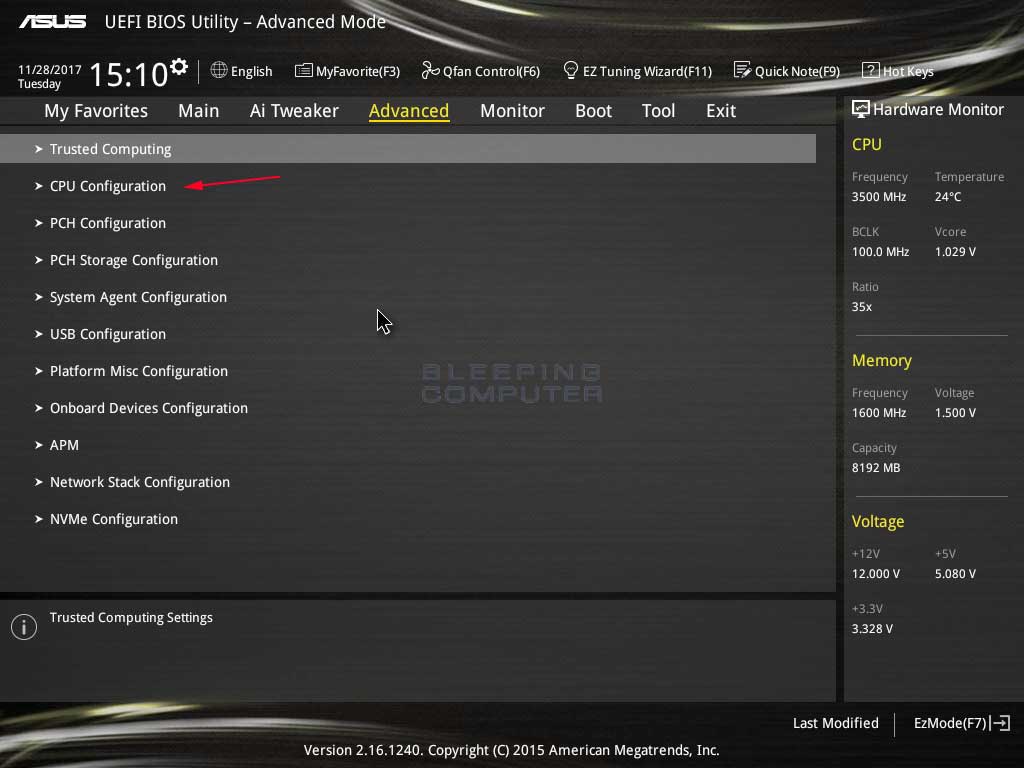 ASUS UEFI BIOS Utility – Advanced Mode
11/28/2017
Tuesday
15:10
English MyFavorite(F3) Qfan Control(F6) EZ Tuning Wizard(F11) Quick Note(F9) Hot Keys
My Favorites Main Ai Tweaker Advanced Monitor Boot Tool Exit
Trusted Computing
CPU Configuration
PCH Configuration
PCH Storage Configuration
System Agent Configuration
USB Configuration
Platform Misc Configuration
Onboard Devices Configuration
APM
Network Stack Configuration
NVMe Configuration
BLEEPING
COMPUTER
Trusted Computing Settings
Hardware Monitor
CPU
Frequency Temperature
3500 MHz 24°C
BCLK Vcore
100.0 MHz 1.029 V
Ratio
35x
Memory
Frequency Voltage
1600 MHz 1.500 V
Capacity
8192 MB
Voltage
+12V +5V
12.000 V 5.080 V
+3.3V
3.328 V
Last Modified EzMode(F7)
Version 2.16.1240. Copyright (C) 2015 American Megatrends, Inc.